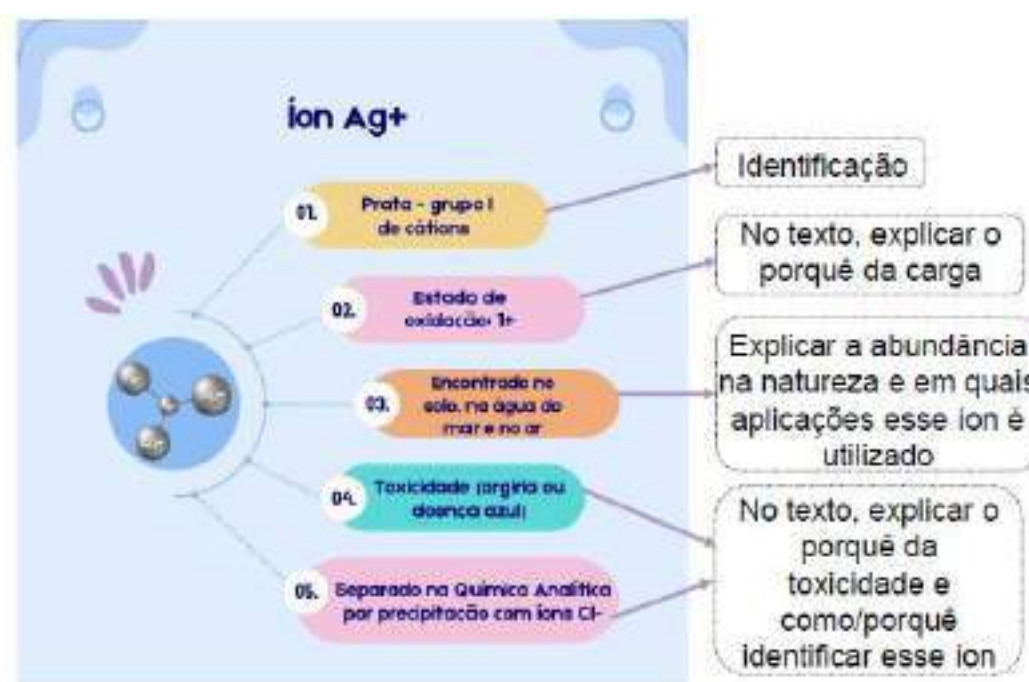 Íon Ag+
01.
Prata - grupo I
de cátions
02.
Estado de
oxidação: 1+
03.
Encontrado no
solo, na água do
mar e no ar
04.
Toxicidade (argiria ou
doença azul)
05.
Separado na Química Analítica
por precipitação com íons Cl-
Identificação
No texto, explicar o
porquê da carga
Explicar a abundância
na natureza e em quais
aplicações esse íon é
utilizado
No texto, explicar o
porquê da
toxicidade e
como/porquê
identificar esse íon